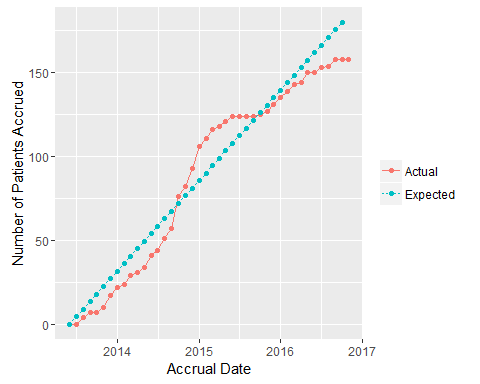 Number of Patients Accrued
150
100
50
0
2014 2015 2016 2017
Accrual Date
Actual
Expected